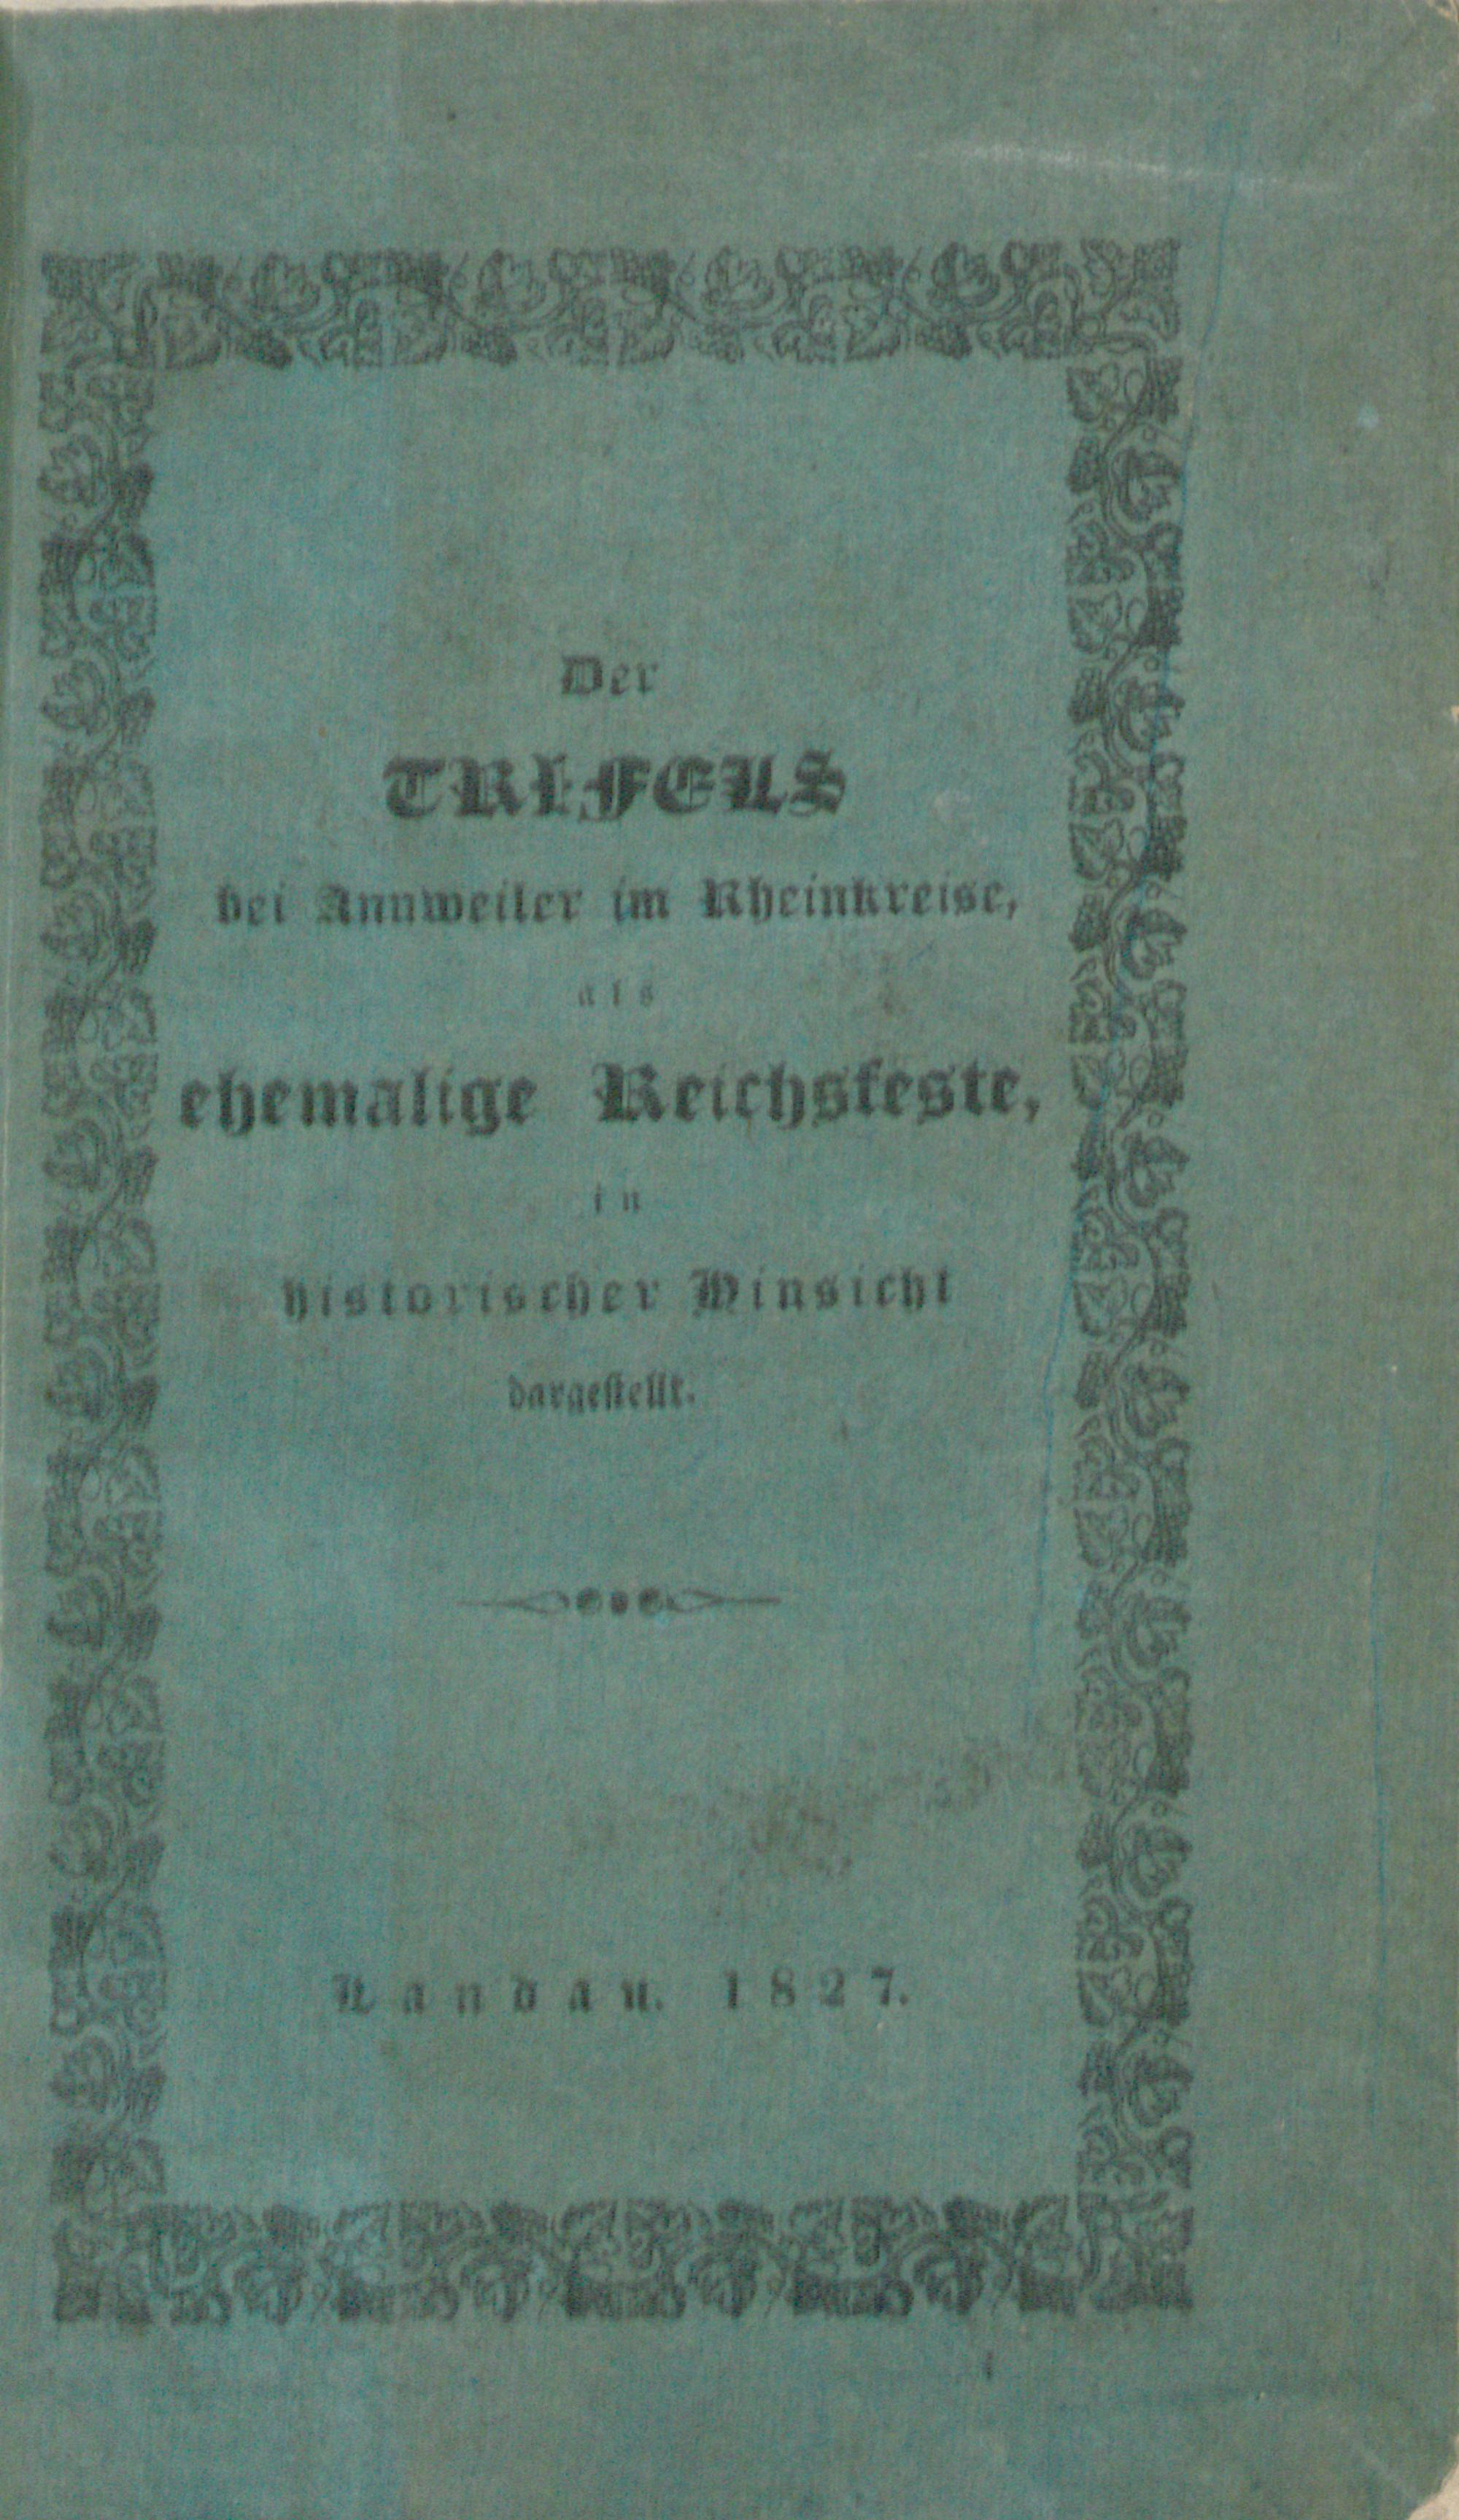 Der
TRIFELS
bei Annweiler im Rheinkreise,
als
ehemalige Reichsfeste,
in
historischer Hinsicht
dargestellt.
Landau. 1827.